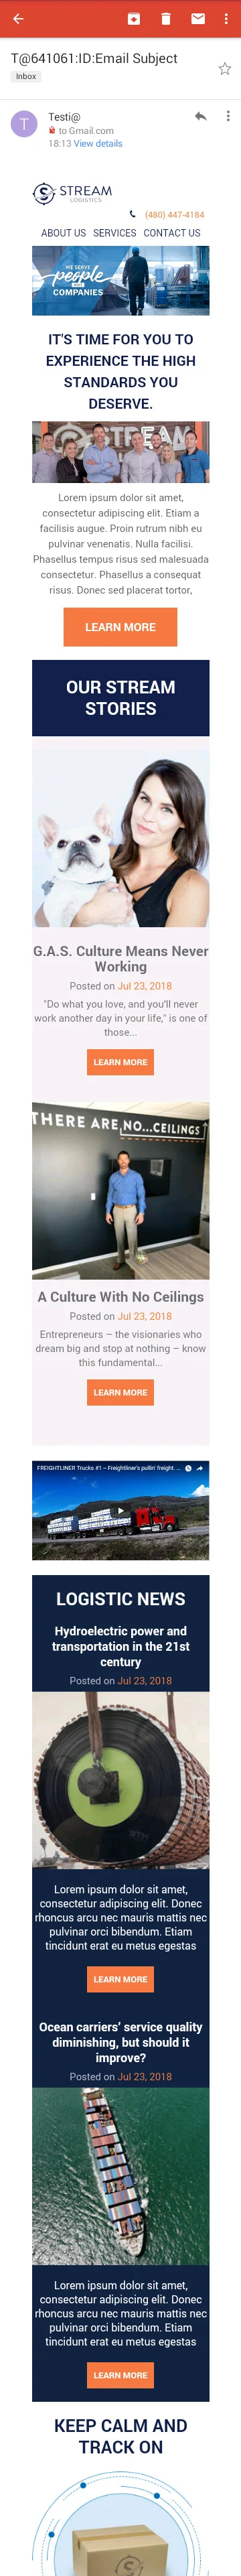 T@641061:ID:Email Subject
Inbox
T
Testi@
to Gmail.com
18:13 View details
STREAM
LOGISTICS
(480) 447-4184
ABOUT US SERVICES CONTACT US
WE SERVE
people
NOT
COMPANIES
IT'S TIME FOR YOU TO
EXPERIENCE THE HIGH
STANDARDS YOU
DESERVE.
Lorem ipsum dolor sit amet,
consectetur adipiscing elit. Etiam a
facilisis augue. Proin rutrum nibh eu
pulvinar venenatis. Nulla facilisi.
Phasellus tempus risus sed malesuada
consectetur. Phasellus a consequat
risus. Donec sed placerat tortor,
LEARN MORE
OUR STREAM
STORIES
G.A.S. Culture Means Never
Working
Posted on Jul 23, 2018
"Do what you love, and you'll never
work another day in your life," is one of
those...
LEARN MORE
THERE ARE NO...CEILINGS
A Culture With No Ceilings
Posted on Jul 23, 2018
Entrepreneurs – the visionaries who
dream big and stop at nothing – know
this fundamental...
LEARN MORE
FREIGHTLINER Trucks #1 – Freightliner's pullin' freight. ...
LOGISTIC NEWS
Hydroelectric power and
transportation in the 21st
century
Posted on Jul 23, 2018
Lorem ipsum dolor sit amet,
consectetur adipiscing elit. Donec
rhoncus arcu nec mauris mattis nec
pulvinar orci bibendum. Etiam
tincidunt erat eu metus egestas
LEARN MORE
Ocean carriers' service quality
diminishing, but should it
improve?
Posted on Jul 23, 2018
Lorem ipsum dolor sit amet,
consectetur adipiscing elit. Donec
rhoncus arcu nec mauris mattis nec
pulvinar orci bibendum. Etiam
tincidunt erat eu metus egestas
LEARN MORE
KEEP CALM AND
TRACK ON